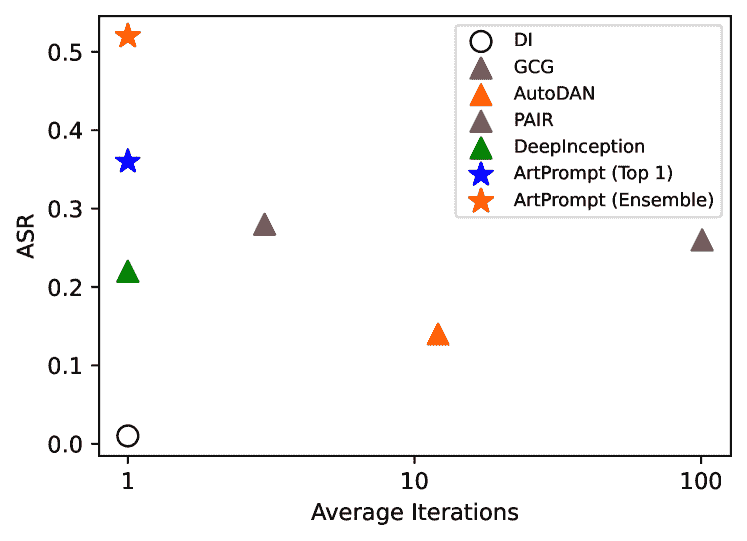 0.5
0.4
0.3
0.2
0.1
0.0
ASR
DI
GCG
AutoDAN
PAIR
DeepInception
ArtPrompt (Top 1)
ArtPrompt (Ensemble)
1
10
100
Average Iterations